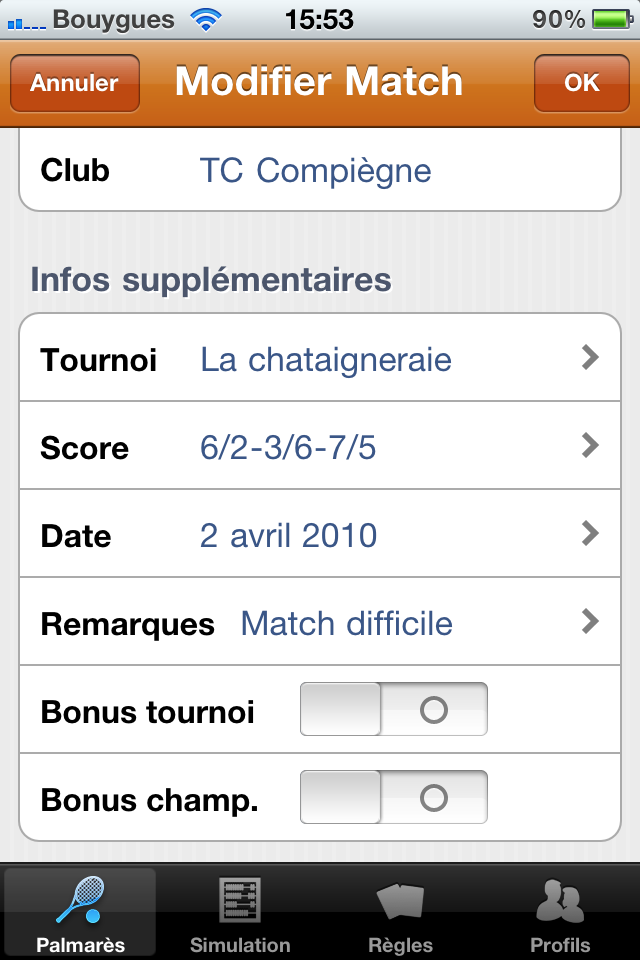 Bouygues 15:53 90%
Annuler Modifier Match OK
Club TC Compiègne
Infos supplémentaires
Tournoi La chataigneraie
Score 6/2-3/6-7/5
Date 2 avril 2010
Remarques Match difficile
Bonus tournoi
Bonus champ.
Palmarès Simulation Règles Profils